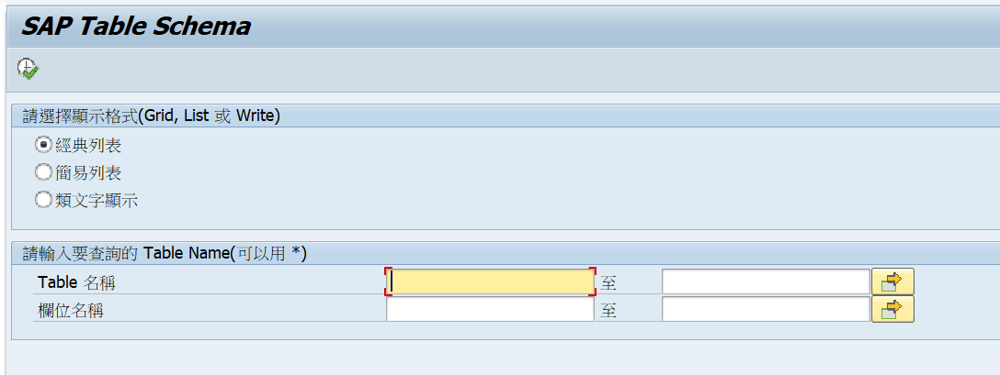 SAP Table Schema
請選擇顯示格式(Grid, List 或 Write)
經典列表
簡易列表
類文字顯示
請輸入要查詢的 Table Name(可以用 *)
Table 名稱 至
欄位名稱 至